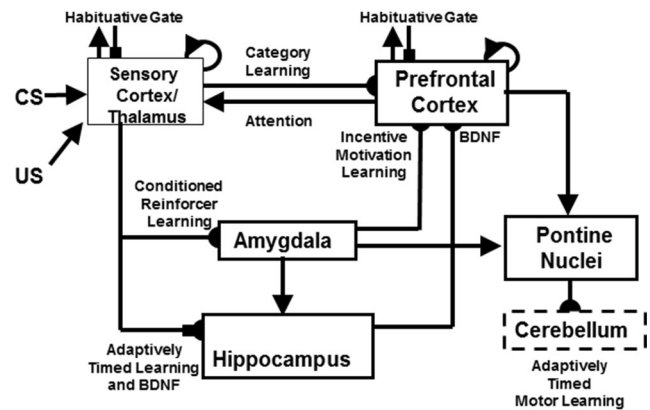 Habituative Gate
Habituative Gate
Sensory
Cortex/
Thalamus
Category
Learning
Prefrontal
Cortex
CS
Attention
US
Incentive
Motivation
Learning
BDNF
Conditioned
Reinforcer
Learning
Amygdala
Pontine
Nuclei
Cerebellum
Hippocampus
Adaptively
Timed Learning
and BDNF
Adaptively
Timed
Motor Learning